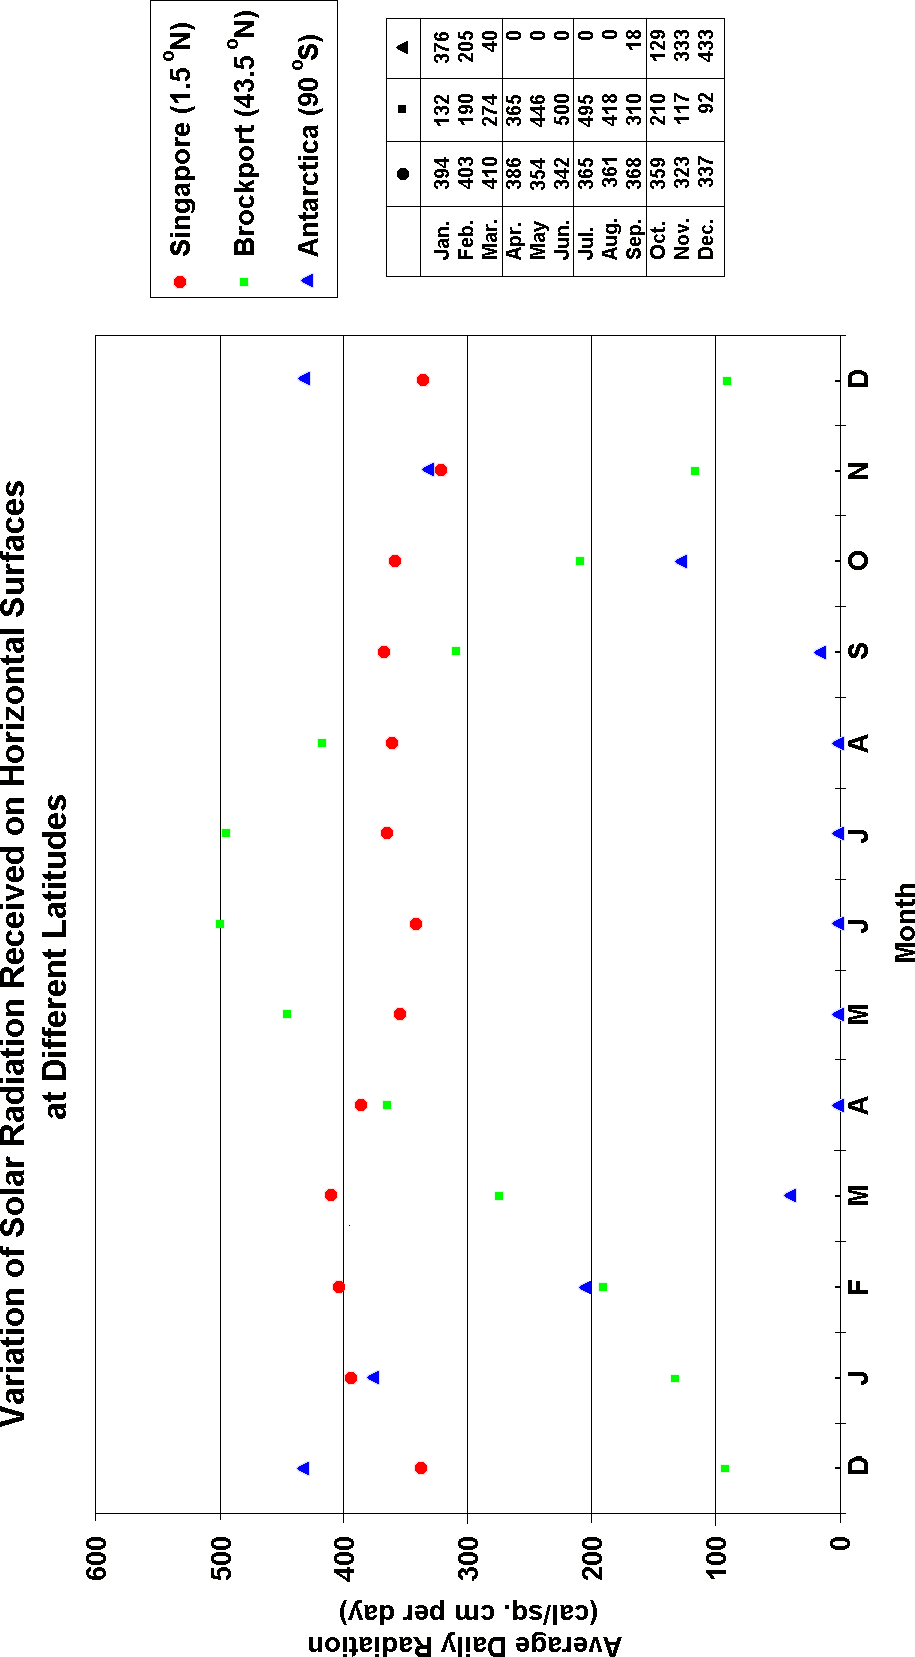 Variation of Solar Radiation Received on Horizontal Surfaces
at Different Latitudes
Average Daily Radiation
(cal/sq. cm per day)
600
500
400
300
200
100
0
D J F M A M J J A S O N D
Month
Singapore (1.5 °N)
Brockport (43.5 °N)
Antarctica (90 °S)
● ■ ▲
Jan. 394 132 376
Feb. 403 190 205
Mar. 410 274 40
Apr. 386 365 0
May 354 446 0
Jun. 342 500 0
Jul. 365 495 0
Aug. 361 418 0
Sep. 368 310 18
Oct. 359 210 129
Nov. 323 117 333
Dec. 337 92 433